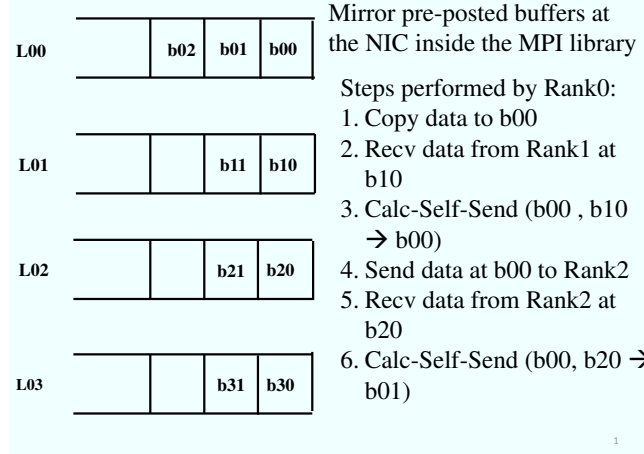 Mirror pre-posted buffers at
the NIC inside the MPI library
L00 b02 b01 b00
L01 b11 b10
L02 b21 b20
L03 b31 b30
Steps performed by Rank0:
1. Copy data to b00
2. Recv data from Rank1 at
b10
3. Calc-Self-Send (b00 , b10
→ b00)
4. Send data at b00 to Rank2
5. Recv data from Rank2 at
b20
6. Calc-Self-Send (b00, b20 →
b01)
1